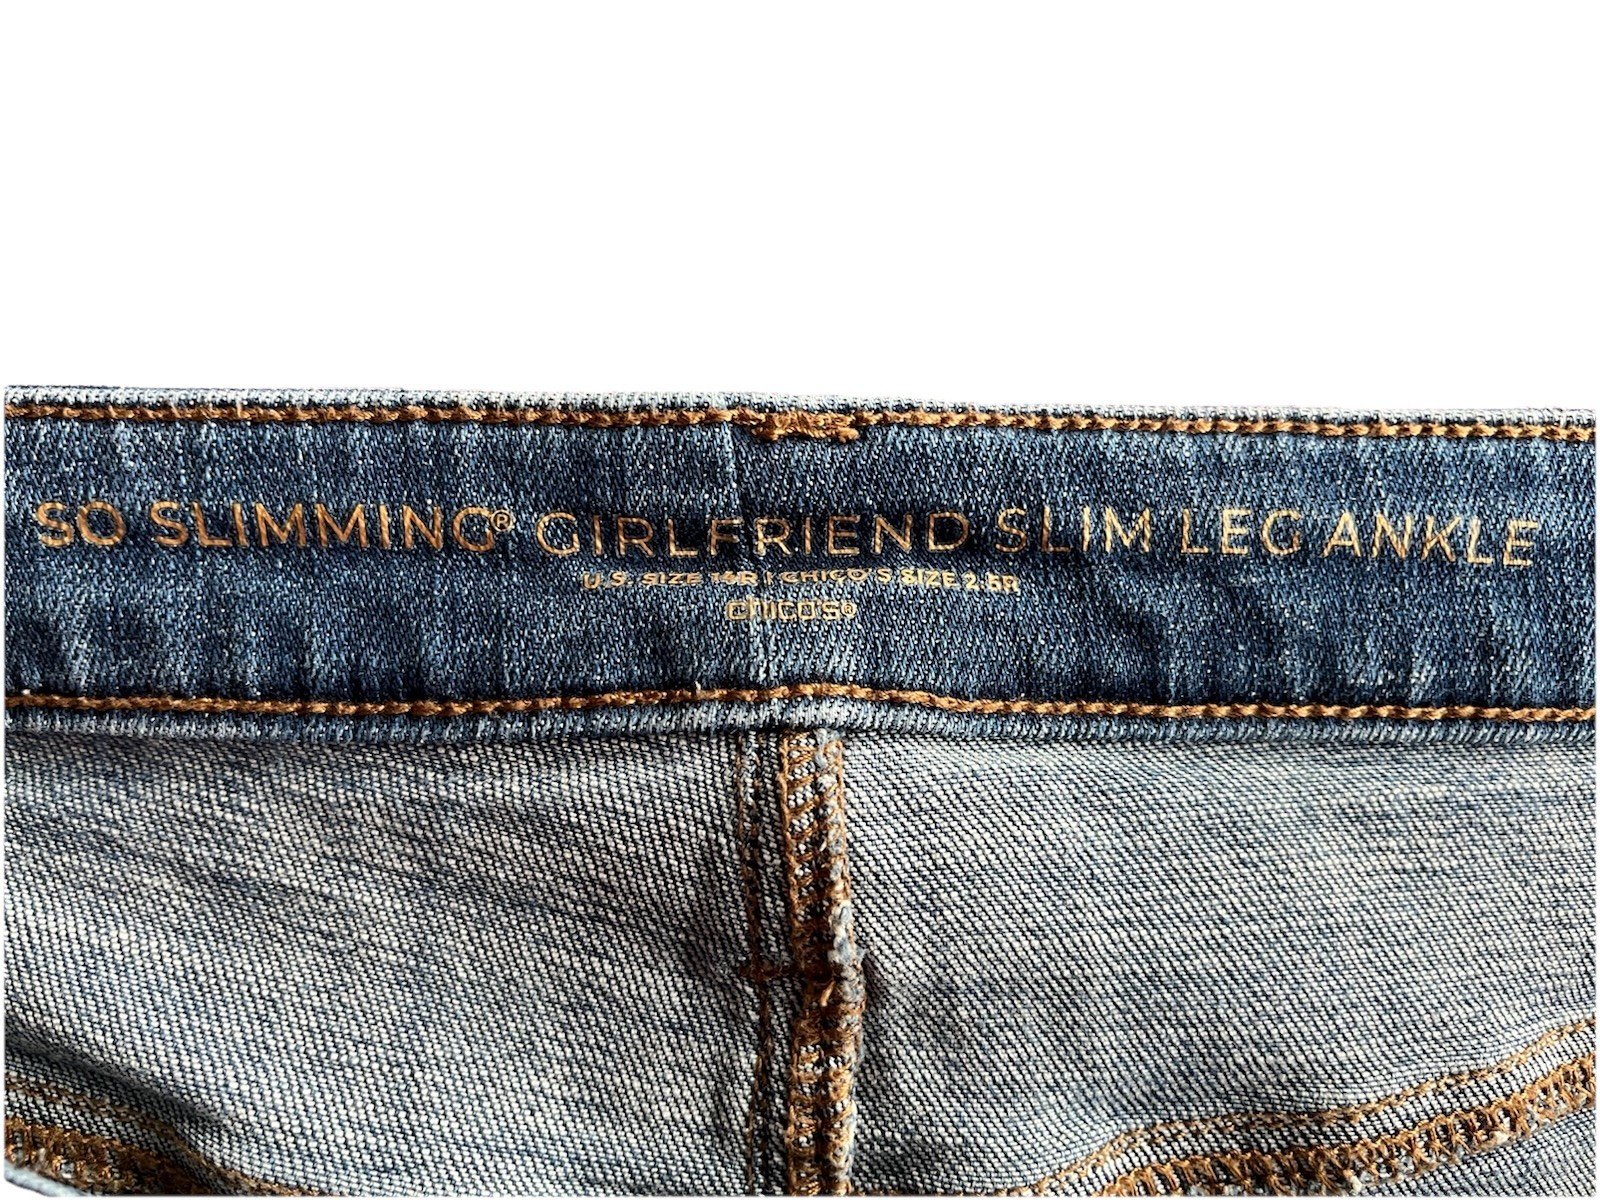 SO SLIMMING® GIRLFRIEND SLIM LEG ANKLE
U.S. SIZE R | CHICO'S SIZE 2.5R
chico's®